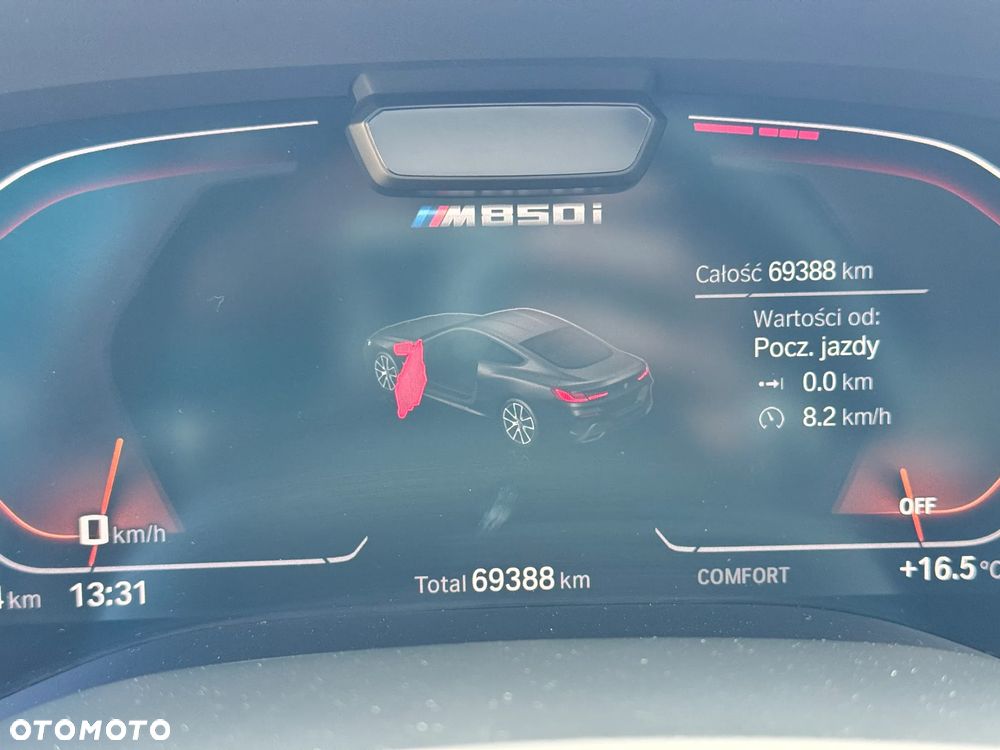 M850i
Całość 69388 km
Wartości od:
Pocz. jazdy
0.0 km
8.2 km/h
0 km/h
OFF
km 13:31
Total 69388 km
COMFORT
+16.5 °C
OTOMOTO